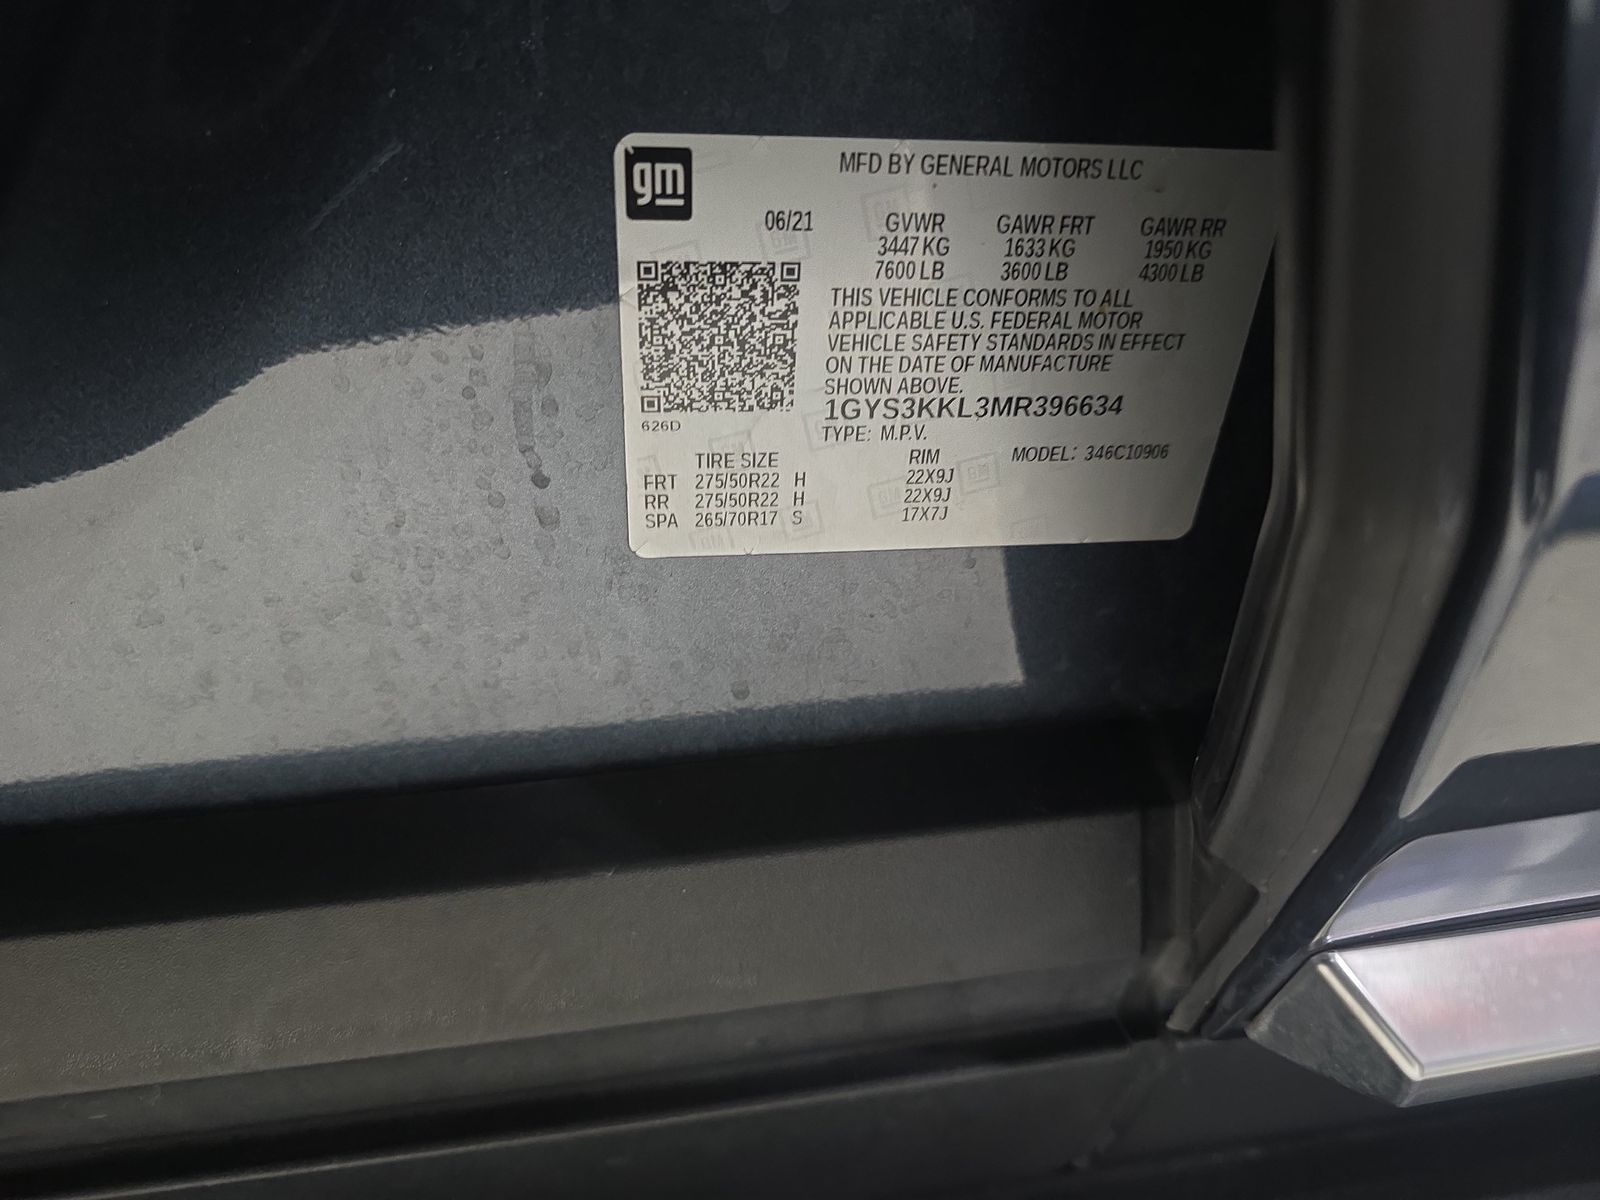 gm
MFD BY GENERAL MOTORS LLC
06/21 GVWR GAWR FRT GAWR RR
3447 KG 1633 KG 1950 KG
7600 LB 3600 LB 4300 LB
THIS VEHICLE CONFORMS TO ALL
APPLICABLE U.S. FEDERAL MOTOR
VEHICLE SAFETY STANDARDS IN EFFECT
ON THE DATE OF MANUFACTURE
SHOWN ABOVE.
1GYS3KKL3MR396634
626D
TYPE: M.P.V.
TIRE SIZE RIM MODEL: 346C10906
FRT 275/50R22 H 22X9J
RR 275/50R22 H 22X9J
SPA 265/70R17 S 17X7J